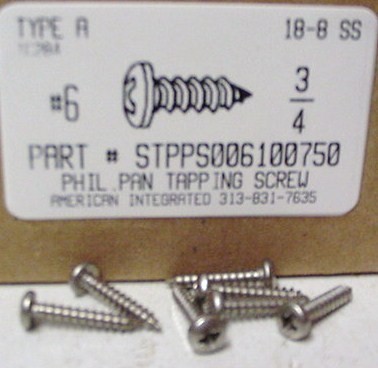 TYPE A 18-8 SS
#6 3/4
PART # STPPS006100750
PHIL.PAN TAPPING SCREW
AMERICAN INTEGRATED 313-831-7635